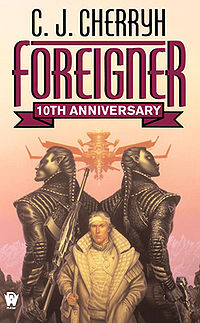 C. J. CHERRYH
FOREIGNER
10TH ANNIVERSARY